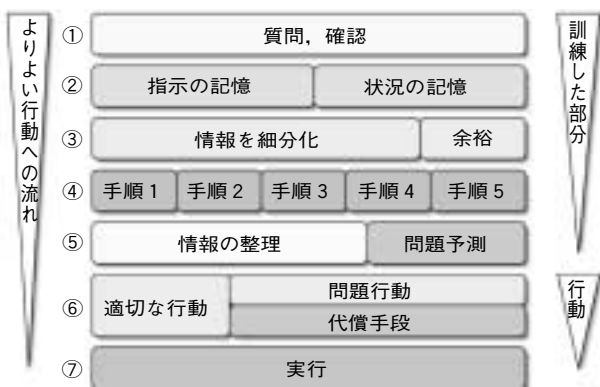 よりよい行動への流れ
訓練した部分
① 質問，確認
② 指示の記憶 状況の記憶
③ 情報を細分化 余裕
④ 手順 1 手順 2 手順 3 手順 4 手順 5
⑤ 情報の整理 問題予測
⑥ 適切な行動 問題行動
代償手段
行動
⑦ 実行